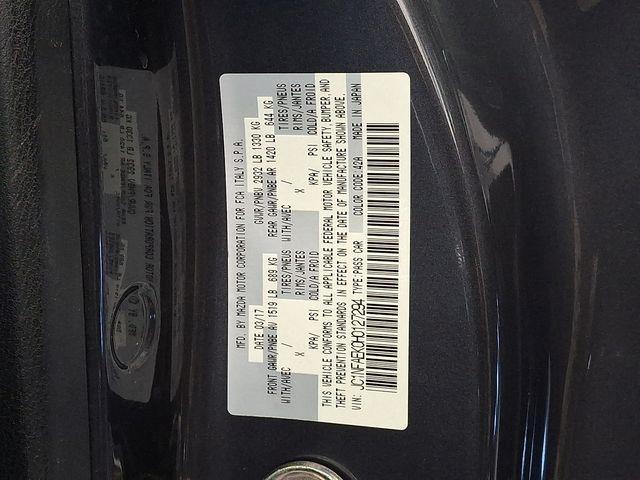 MFD. BY MAZDA MOTOR CORPORATION FOR FCA ITALY S.P.A.
DATE 03/17 GVWR/PNBV 2932 LB 1330 KG
FRONT GAWR/PNBE AV 1519 LB 689 KG REAR GAWR/PNBE AR 1420 LB 644 KG
WITH/AVEC / TIRES/PNEUS WITH/AVEC / TIRES/PNEUS
X RIMS/JANTES X RIMS/JANTES
KPA/ PSI COLD/A FROID KPA/ PSI COLD/A FROID
THIS VEHICLE CONFORMS TO ALL APPLICABLE FEDERAL MOTOR VEHICLE SAFETY, BUMPER, AND
THEFT PREVENTION STANDARDS IN EFFECT ON THE DATE OF MANUFACTURE SHOWN ABOVE.
VIN: JC1NFAEK0H0127294 TYPE:PASS CAR COLOR CODE:42A MADE IN JAPAN